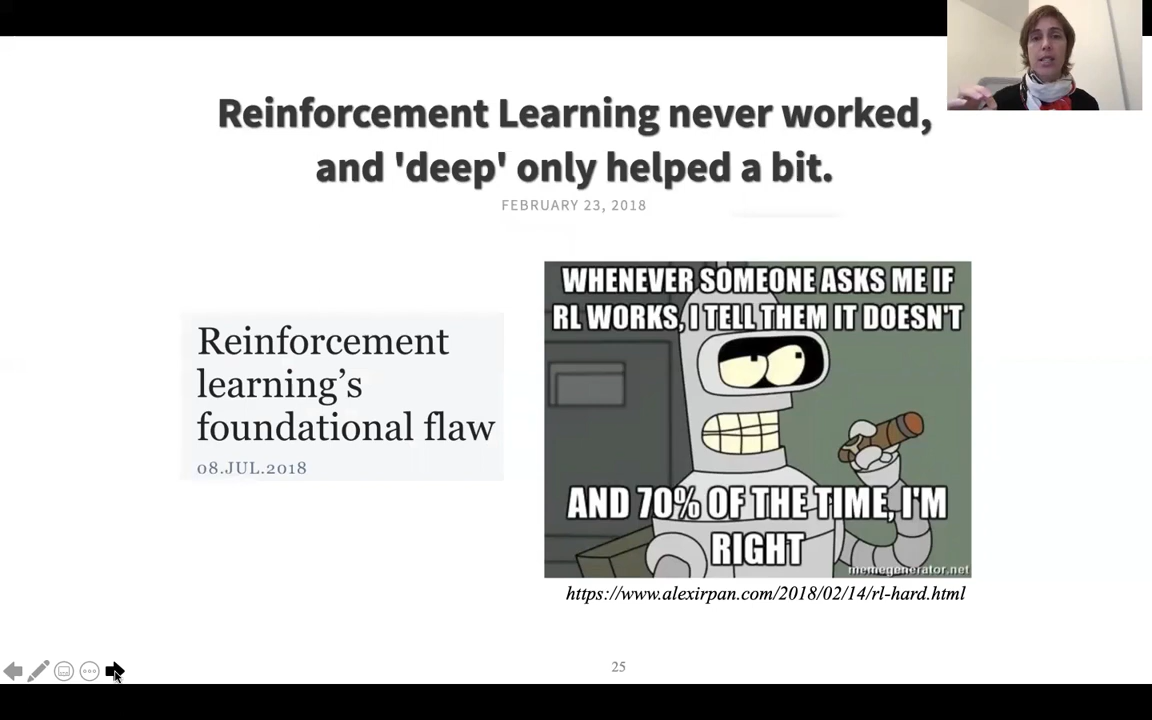 Reinforcement Learning never worked,
and 'deep' only helped a bit.
FEBRUARY 23, 2018
Reinforcement
learning’s
foundational flaw
08.JUL.2018
WHENEVER SOMEONE ASKS ME IF
RL WORKS, I TELL THEM IT DOESN'T
AND 70% OF THE TIME, I'M
RIGHT
memegenerator.net
https://www.alexirpan.com/2018/02/14/rl-hard.html
25